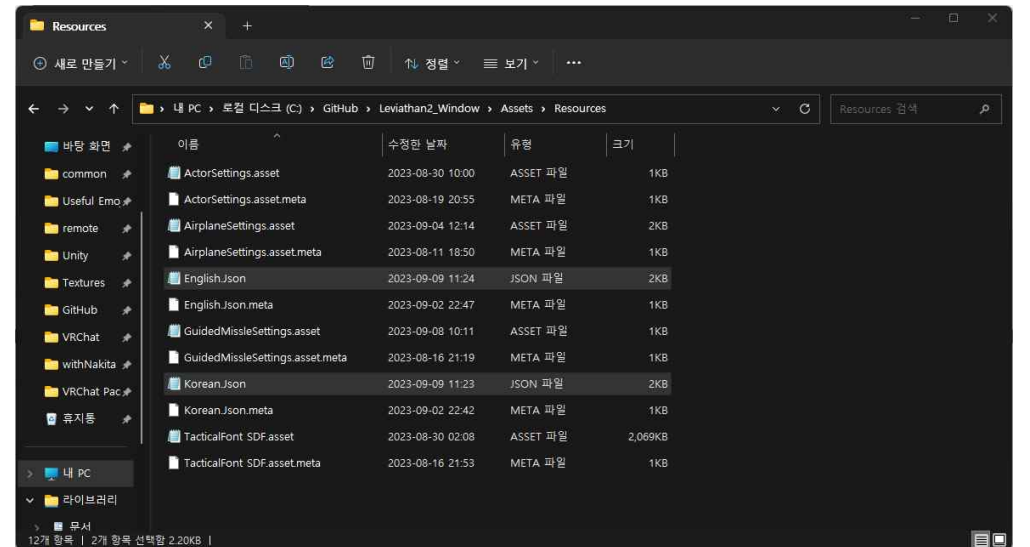 Resources
새로 만들기
정렬
보기
내 PC › 로컬 디스크 (C:) › GitHub › Leviathan2_Window › Assets › Resources
Resources 검색
바탕 화면
common
Useful Emo
remote
Unity
Textures
GitHub
VRChat
withNakita
VRChat Pac
휴지통
내 PC
라이브러리
문서
이름 수정한 날짜 유형 크기
ActorSettings.asset 2023-08-30 10:00 ASSET 파일 1KB
ActorSettings.asset.meta 2023-08-19 20:55 META 파일 1KB
AirplaneSettings.asset 2023-09-04 12:14 ASSET 파일 2KB
AirplaneSettings.asset.meta 2023-08-11 18:50 META 파일 1KB
English.Json 2023-09-09 11:24 JSON 파일 2KB
English.Json.meta 2023-09-02 22:47 META 파일 1KB
GuidedMissleSettings.asset 2023-09-08 10:11 ASSET 파일 1KB
GuidedMissleSettings.asset.meta 2023-08-16 21:19 META 파일 1KB
Korean.Json 2023-09-09 11:23 JSON 파일 2KB
Korean.Json.meta 2023-09-02 22:42 META 파일 1KB
TacticalFont SDF.asset 2023-08-30 02:08 ASSET 파일 2,069KB
TacticalFont SDF.asset.meta 2023-08-16 21:53 META 파일 1KB
12개 항목 | 2개 항목 선택함 2.20KB |